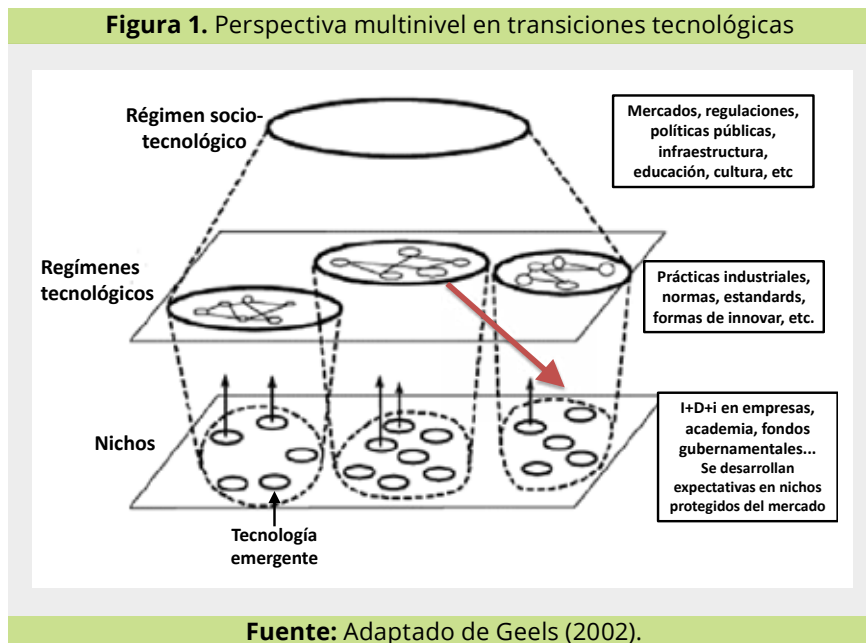 Figura 1. Perspectiva multinivel en transiciones tecnológicas
Régimen socio-
tecnológico
Mercados, regulaciones,
políticas públicas,
infraestructura,
educación, cultura, etc
Regímenes
tecnológicos
Prácticas industriales,
normas, estandards,
formas de innovar, etc.
Nichos
I+D+i en empresas,
academia, fondos
gubernamentales...
Se desarrollan
expectativas en nichos
protegidos del mercado
Tecnología
emergente
Fuente: Adaptado de Geels (2002).